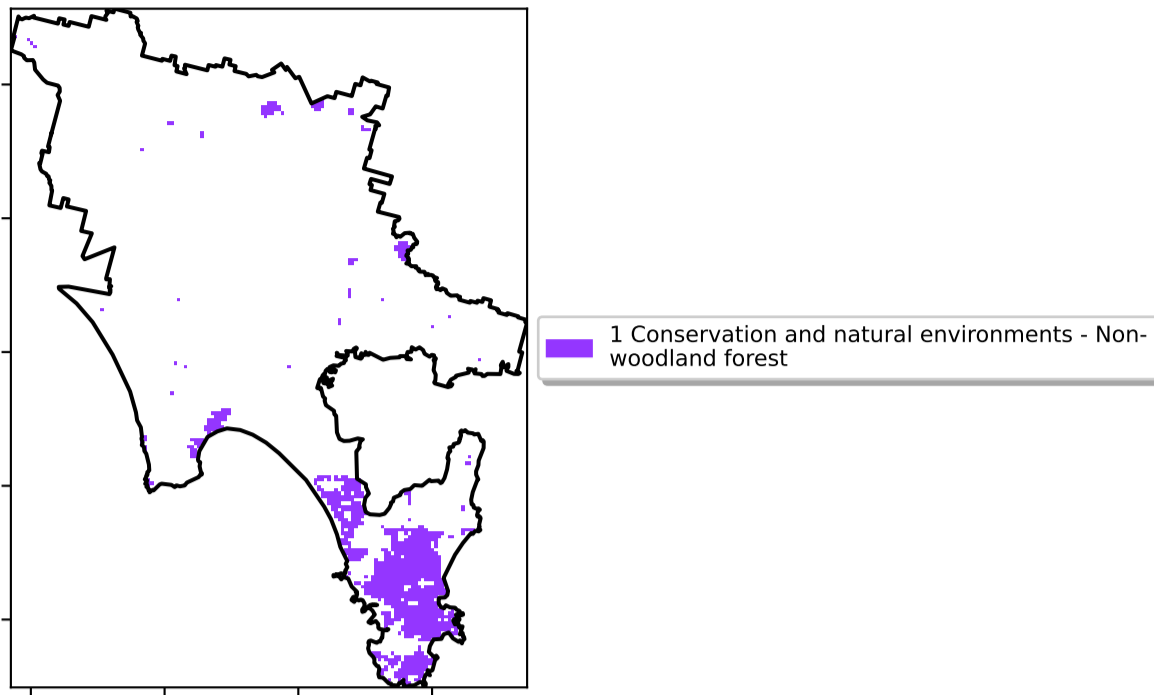 1 Conservation and natural environments - Non-
woodland forest